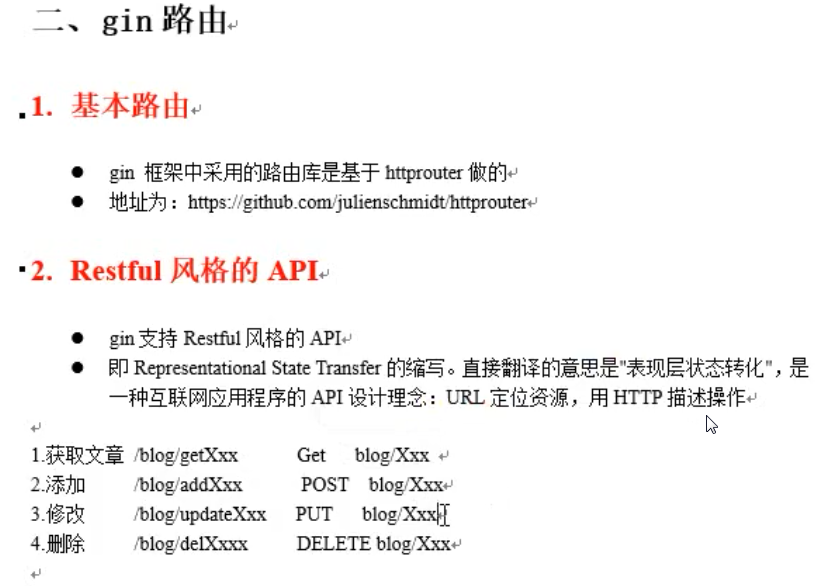 二、gin 路由
1. 基本路由
● gin 框架中采用的路由库是基于 httprouter 做的
● 地址为：https://github.com/julienschmidt/httprouter
2. Restful 风格的 API
● gin 支持 Restful 风格的 API
● 即 Representational State Transfer 的缩写。直接翻译的意思是"表现层状态转化"，是
一种互联网应用程序的 API 设计理念：URL 定位资源，用 HTTP 描述操作
1.获取文章 /blog/getXxx Get blog/Xxx
2.添加 /blog/addXxx POST blog/Xxx
3.修改 /blog/updateXxx PUT blog/Xxx
4.删除 /blog/delXxxx DELETE blog/Xxx